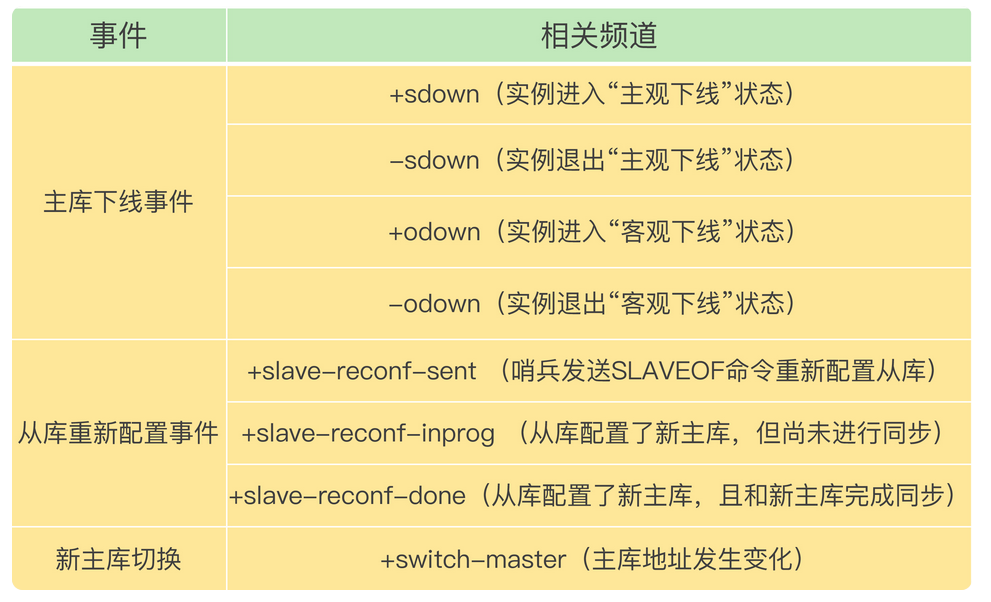 事件
相关频道
主库下线事件
+sdown（实例进入“主观下线”状态）
–sdown（实例退出“主观下线”状态）
+odown（实例进入“客观下线”状态）
–odown（实例退出“客观下线”状态）
从库重新配置事件
+slave–reconf–sent （哨兵发送SLAVEOF命令重新配置从库）
+slave–reconf–inprog （从库配置了新主库，但尚未进行同步）
+slave–reconf–done（从库配置了新主库，且和新主库完成同步）
新主库切换
+switch–master（主库地址发生变化）